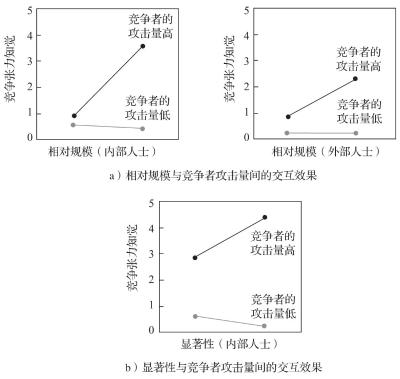 5
4
3
2
1
0
竞争张力知觉
竞争者的
攻击量高
竞争者的
攻击量低
相对规模（内部人士）
5
4
3
2
1
0
竞争张力知觉
竞争者的
攻击量高
竞争者的
攻击量低
相对规模（外部人士）
a）相对规模与竞争者攻击量间的交互效果
5
4
3
2
1
0
竞争张力知觉
竞争者的
攻击量高
竞争者的
攻击量低
显著性（内部人士）
b）显著性与竞争者攻击量间的交互效果